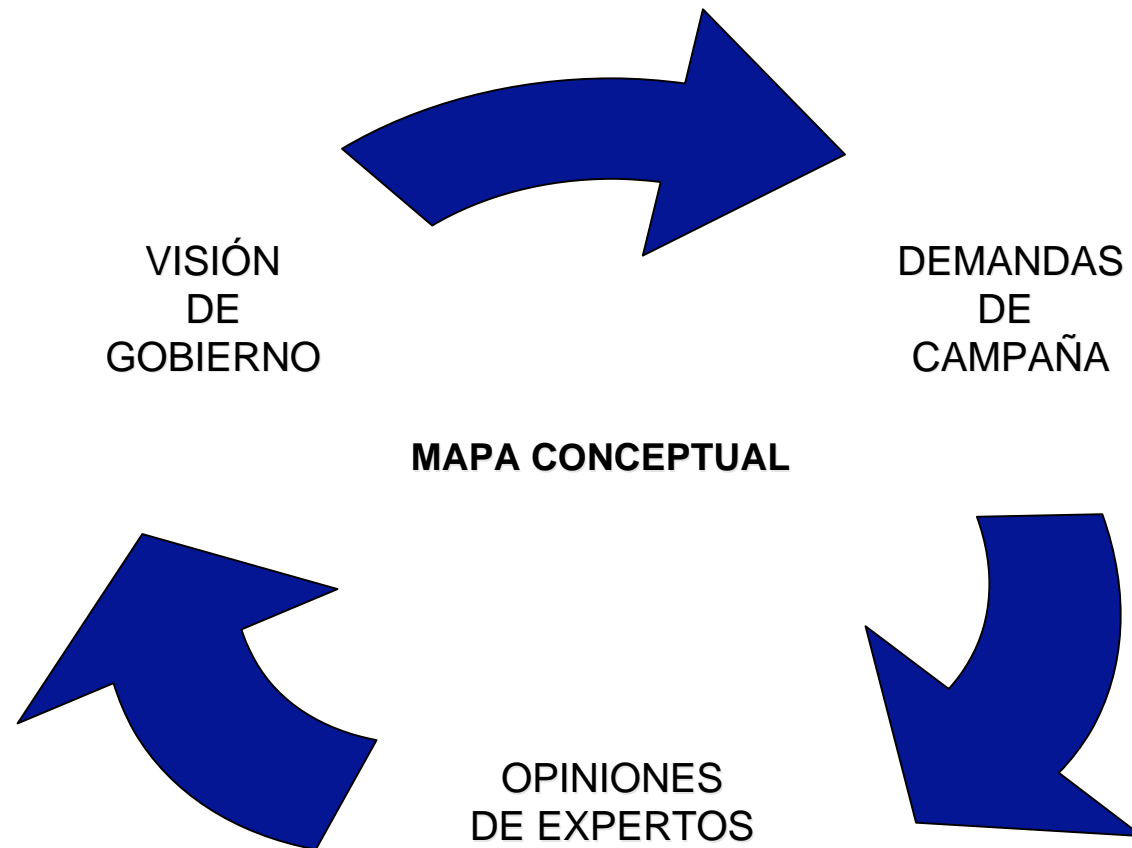 VISIÓN
DE
GOBIERNO
DEMANDAS
DE
CAMPAÑA
MAPA CONCEPTUAL
OPINIONES
DE EXPERTOS